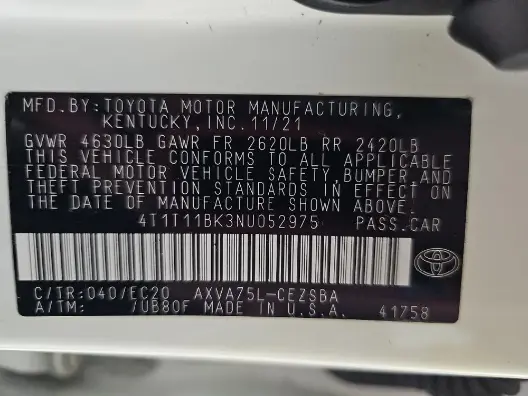 MFD. BY: TOYOTA MOTOR MANUFACTURING,
KENTUCKY, INC. 11/21
GVWR 4630LB GAWR FR 2620LB RR 2420LB
THIS VEHICLE CONFORMS TO ALL APPLICABLE
FEDERAL MOTOR VEHICLE SAFETY, BUMPER, AND
THEFT PREVENTION STANDARDS IN EFFECT ON
THE DATE OF MANUFACTURE SHOWN ABOVE.
4T1T11BK3NU052975 PASS.CAR
C/TR: 040/EC20 AXVA75L-CEZSBA
A/TM: /UB80F MADE IN U.S.A. 41758
TOYOTA